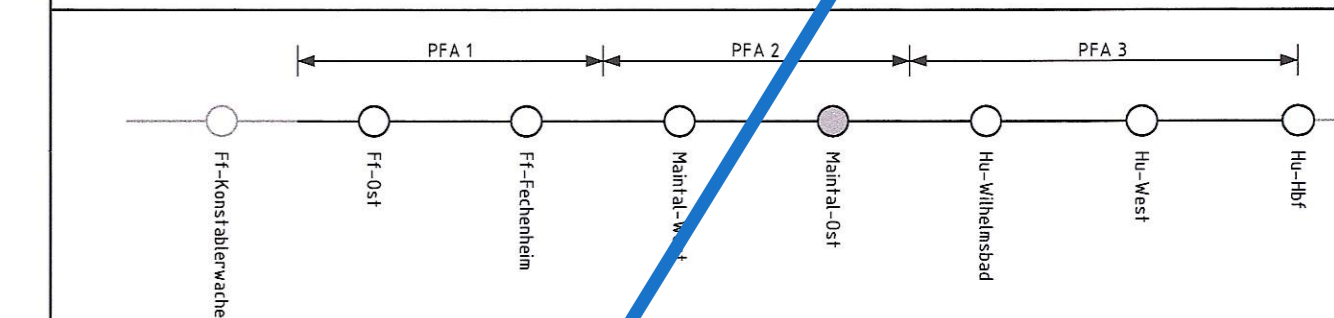 PFA 1
PFA 2
PFA 3
Ff-Konstablerwache
Ff-Ost
Ff-Fechenheim
Maintal-
Maintal-Ost
Hu-Wilhelmsbad
Hu-West
Hu-Hbf